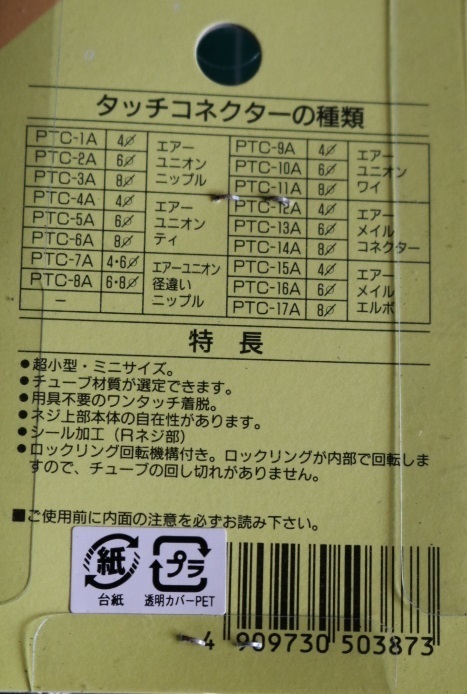 タッチコネクターの種類
PTC-1A 4∅ エアー
PTC-2A 6∅ ユニオン
PTC-3A 8∅ ニップル
PTC-4A 4∅ エアー
PTC-5A 6∅ ユニオン
PTC-6A 8∅ ティ
PTC-7A 4・6∅ エアーユニオン
PTC-8A 6・8∅ 径違い
– ニップル
PTC-9A 4∅ エアー
PTC-10A 6∅ ユニオン
PTC-11A 8∅ ワイ
PTC-12A 4∅ エアー
PTC-13A 6∅ メイル
PTC-14A 8∅ コネクター
PTC-15A 4∅ エアー
PTC-16A 6∅ メイル
PTC-17A 8∅ エルボ
特長
●超小型・ミニサイズ。
●チューブ材質が選定できます。
●用具不要のワンタッチ着脱。
●ネジ上部本体の自在性があります。
●シール加工（Rネジ部）
●ロックリング回転機構付き。ロックリングが内部で回転しま
すので、チューブの回し切れがありません。
■ご使用前に内面の注意を必ずお読み下さい。
紙
台紙
プラ
透明カバーPET
4 909730 503873